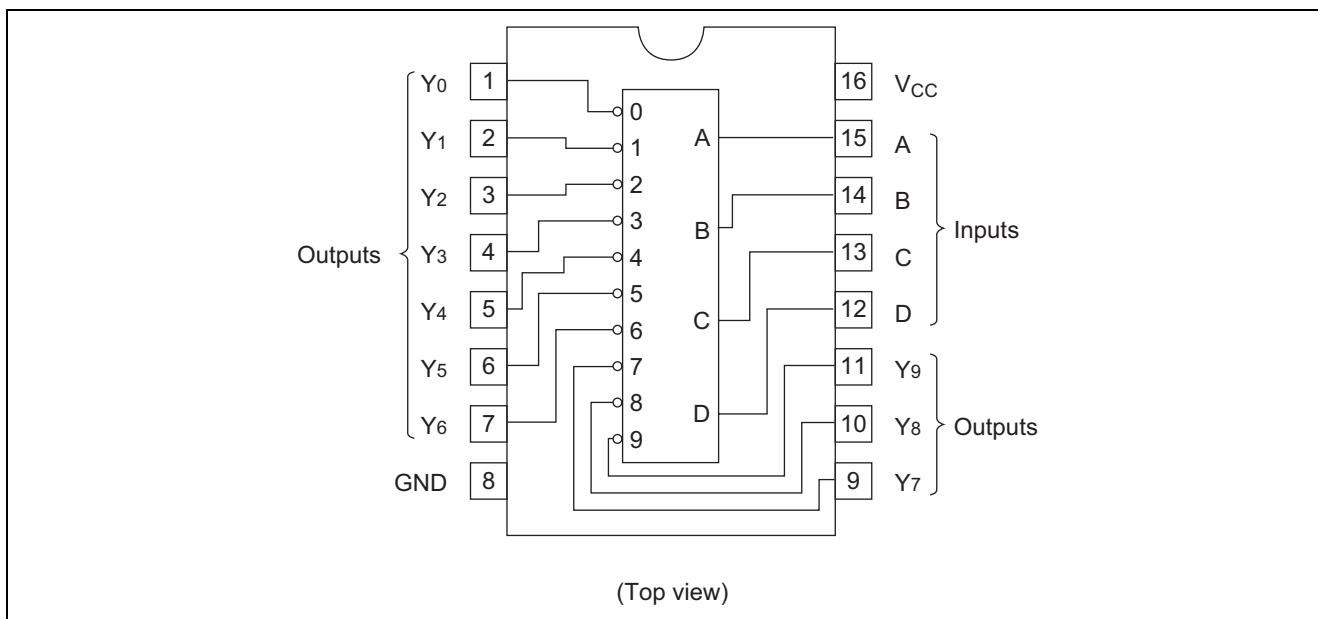 Y0 1 16 VCC
0
Y1 2 1 A 15 A
Y2 3 2 14 B
3 B
Outputs Y3 4 4 13 C Inputs
Y4 5 5 C 12 D
6
Y5 6 7 11 Y9
8 D
Y6 7 9 10 Y8 Outputs
GND 8 9 Y7
(Top view)